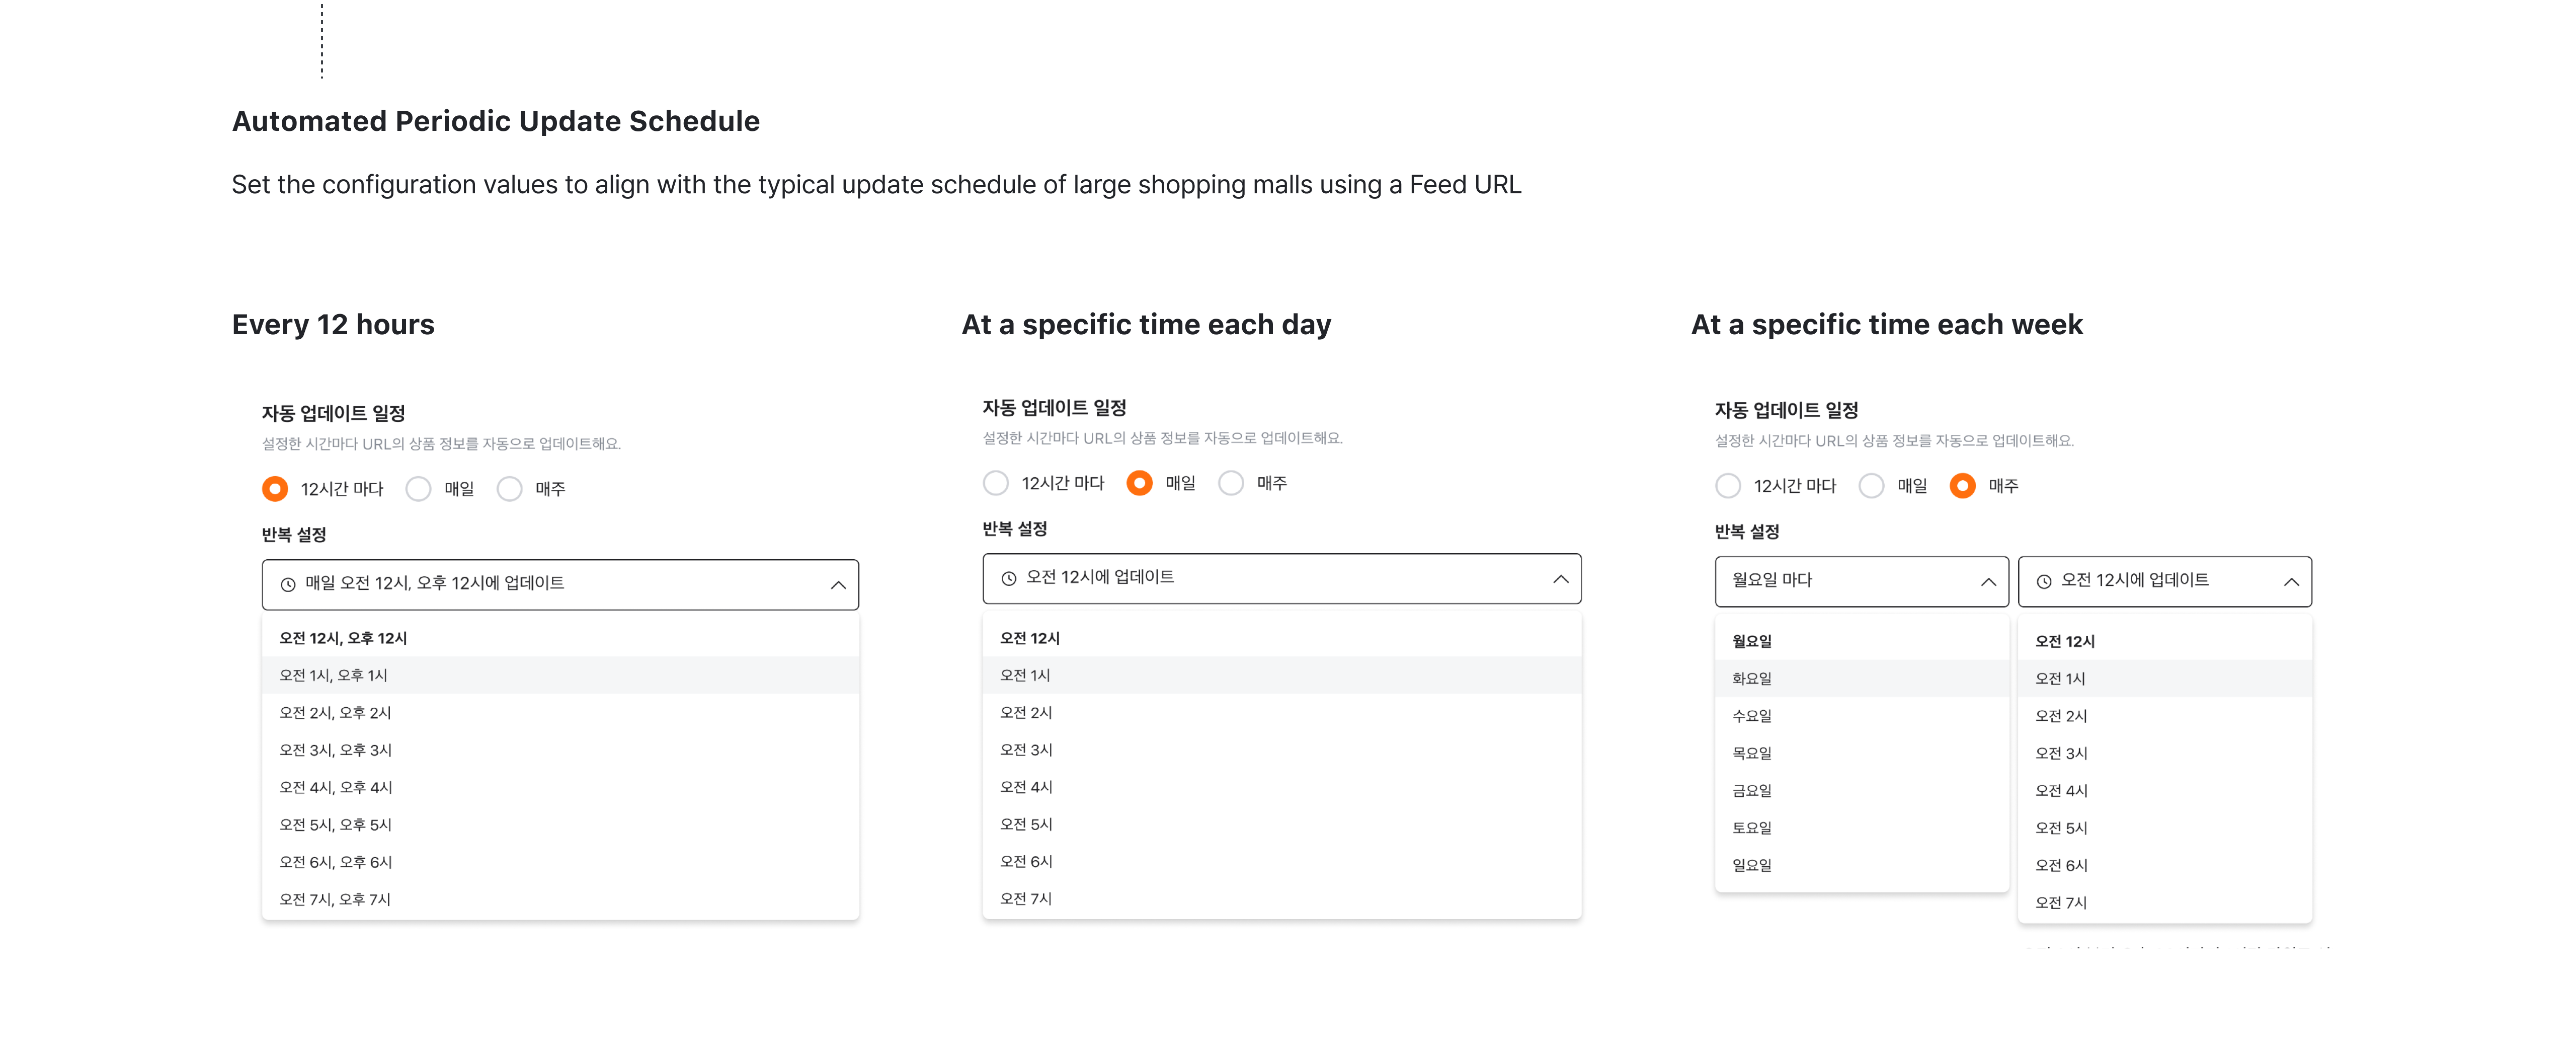 Automated Periodic Update Schedule
Set the configuration values to align with the typical update schedule of large shopping malls using a Feed URL
Every 12 hours
자동 업데이트 일정
설정한 시간마다 URL의 상품 정보를 자동으로 업데이트해요.
12시간 마다 매일 매주
반복 설정
매일 오전 12시, 오후 12시에 업데이트
오전 12시, 오후 12시
오전 1시, 오후 1시
오전 2시, 오후 2시
오전 3시, 오후 3시
오전 4시, 오후 4시
오전 5시, 오후 5시
오전 6시, 오후 6시
오전 7시, 오후 7시
At a specific time each day
자동 업데이트 일정
설정한 시간마다 URL의 상품 정보를 자동으로 업데이트해요.
12시간 마다 매일 매주
반복 설정
오전 12시에 업데이트
오전 12시
오전 1시
오전 2시
오전 3시
오전 4시
오전 5시
오전 6시
오전 7시
At a specific time each week
자동 업데이트 일정
설정한 시간마다 URL의 상품 정보를 자동으로 업데이트해요.
12시간 마다 매일 매주
반복 설정
월요일 마다
월요일
화요일
수요일
목요일
금요일
토요일
일요일
오전 12시에 업데이트
오전 12시
오전 1시
오전 2시
오전 3시
오전 4시
오전 5시
오전 6시
오전 7시